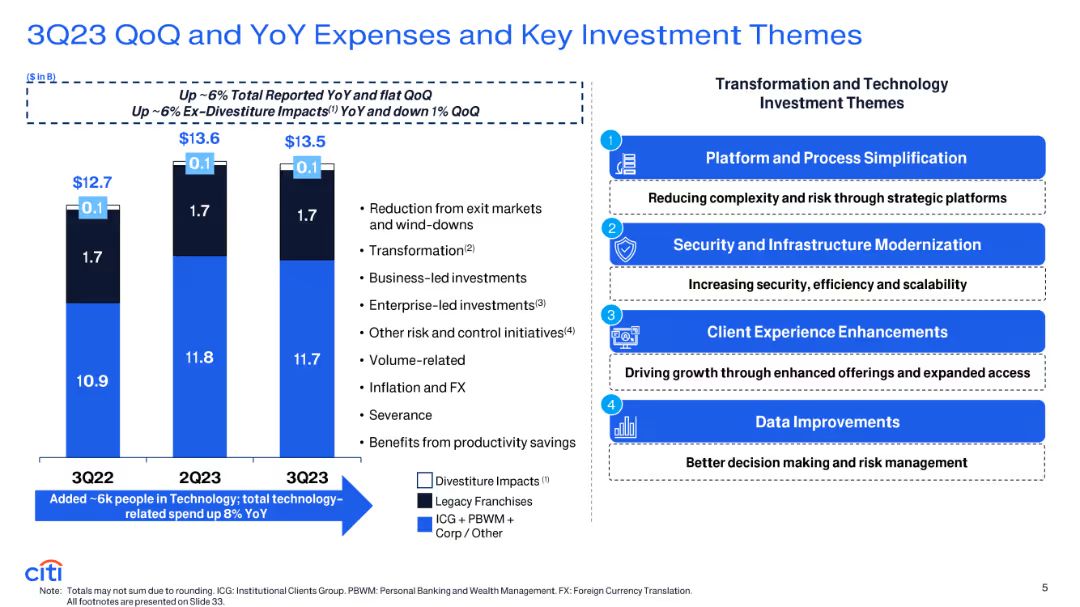 3Q23 QoQ and YoY Expenses and Key Investment Themes
($ in B)
Up ~6% Total Reported YoY and flat QoQ
Up ~6% Ex-Divestiture Impacts(1) YoY and down 1% QoQ
$12.7
$13.6
$13.5
0.1
0.1
0.1
1.7
1.7
1.7
10.9
11.8
11.7
3Q22
2Q23
3Q23
Added ~6k people in Technology; total technology-
related spend up 8% YoY
• Reduction from exit markets
and wind-downs
• Transformation(2)
• Business-led investments
• Enterprise-led investments(3)
• Other risk and control initiatives(4)
• Volume-related
• Inflation and FX
• Severance
• Benefits from productivity savings
Divestiture Impacts (1)
Legacy Franchises
ICG + PBWM +
Corp / Other
Transformation and Technology
Investment Themes
1
Platform and Process Simplification
Reducing complexity and risk through strategic platforms
2
Security and Infrastructure Modernization
Increasing security, efficiency and scalability
3
Client Experience Enhancements
Driving growth through enhanced offerings and expanded access
4
Data Improvements
Better decision making and risk management
citi
Note: Totals may not sum due to rounding. ICG: Institutional Clients Group. PBWM: Personal Banking and Wealth Management. FX: Foreign Currency Translation.
All footnotes are presented on Slide 33.
5